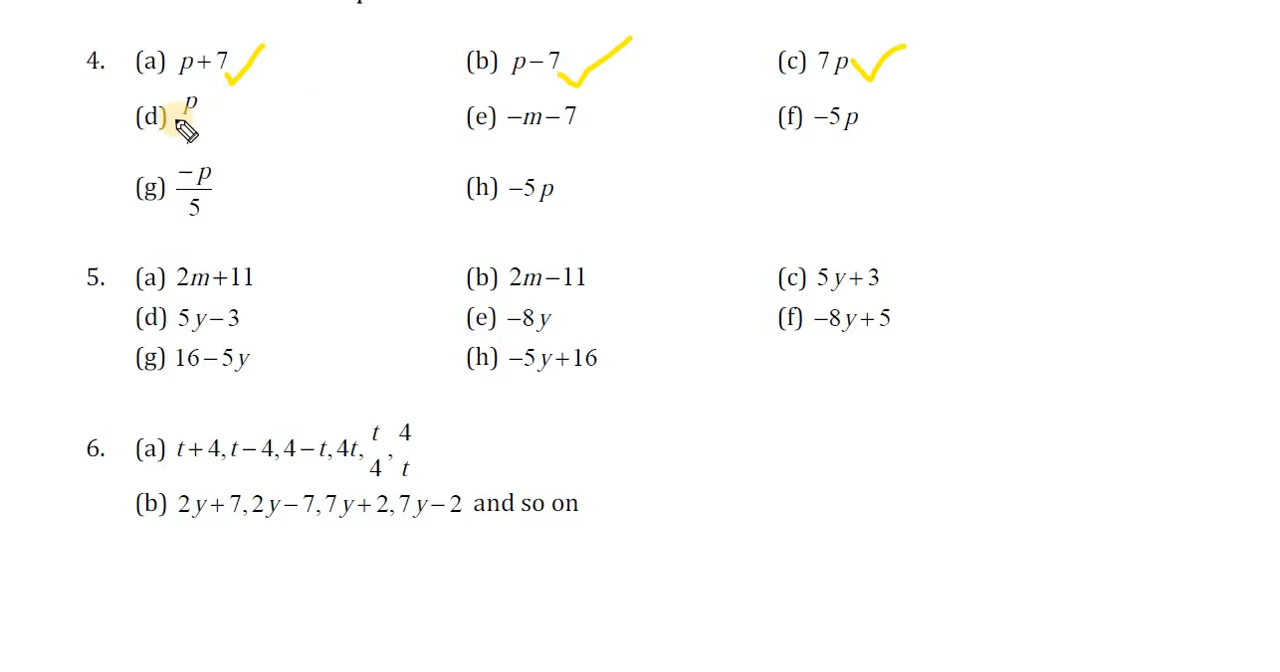 4. (a) p+7 (b) p−7 (c) 7p
(d) p (e) −m−7 (f) −5p
(g) −p/5 (h) −5p
5. (a) 2m+11 (b) 2m−11 (c) 5y+3
(d) 5y−3 (e) −8y (f) −8y+5
(g) 16−5y (h) −5y+16
6. (a) t+4, t−4, 4−t, 4t, t/4, 4/t
(b) 2y+7, 2y−7, 7y+2, 7y−2 and so on